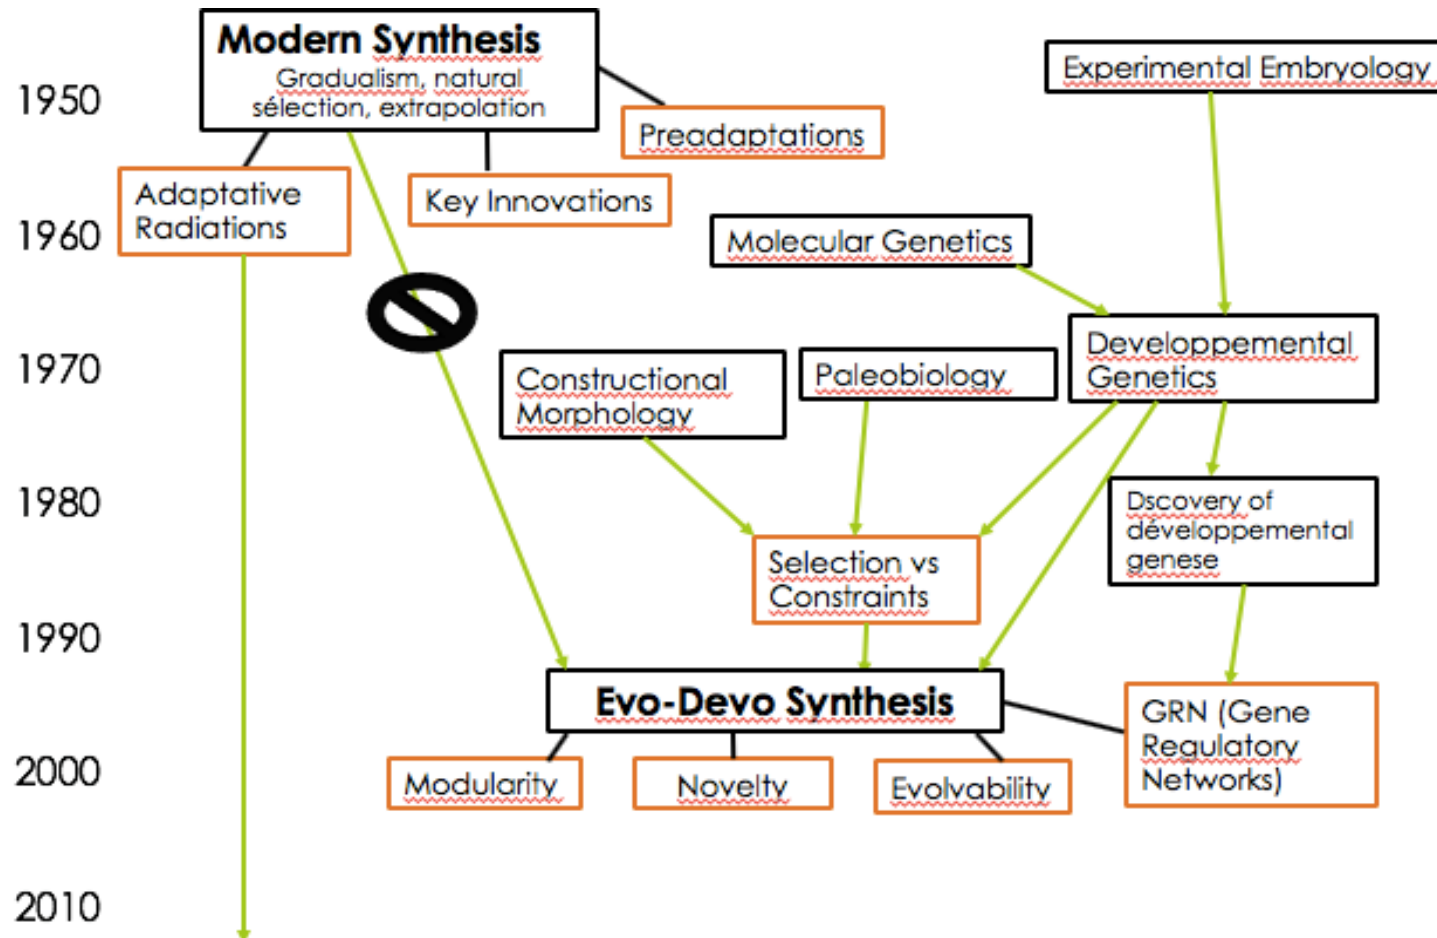 Modern Synthesis
Gradualism, natural
sélection, extrapolation
Experimental Embryology
1950
Preadaptations
Adaptative
Radiations
Key Innovations
1960
Molecular Genetics
Developpemental
Genetics
1970
Constructional
Morphology
Paleobiology
1980
Dscovery of
développemental
genese
Selection vs
Constraints
1990
Evo-Devo Synthesis
GRN (Gene
Regulatory
Networks)
2000
Modularity
Novelty
Evolvability
2010